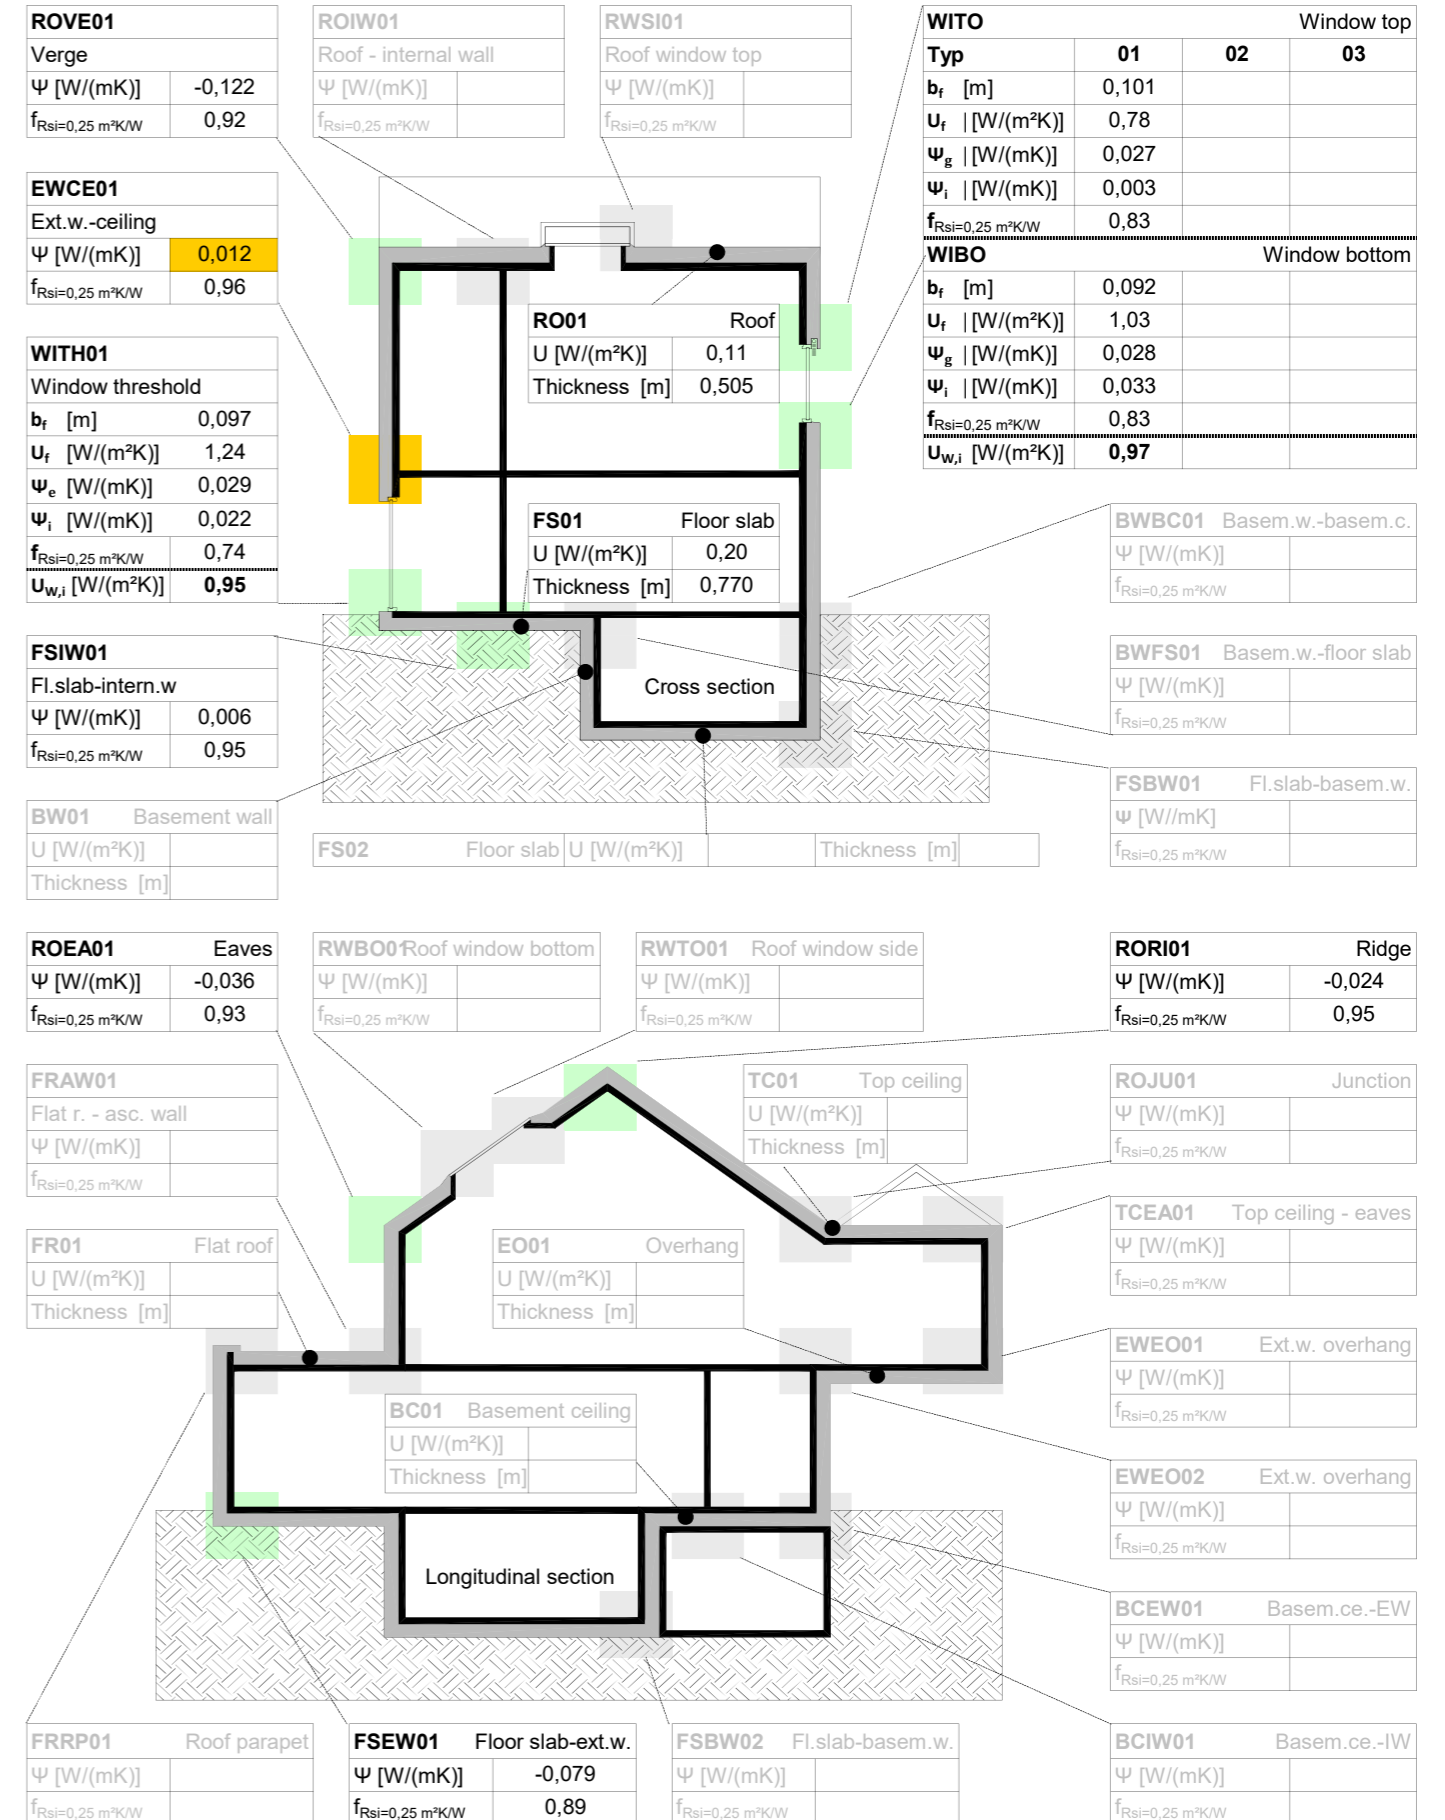 ROVE01
Verge
Ψ [W/(mK)] -0,122
fRsi=0,25 m²K/W 0,92
ROIW01
Roof - internal wall
Ψ [W/(mK)]
fRsi=0,25 m²K/W
RWSI01
Roof window top
Ψ [W/(mK)]
fRsi=0,25 m²K/W
WITO Window top
Typ 01 02 03
bf [m] 0,101
Uf |[W/(m²K)] 0,78
Ψg |[W/(mK)] 0,027
Ψi |[W/(mK)] 0,003
fRsi=0,25 m²K/W 0,83
WIBO Window bottom
bf [m] 0,092
Uf |[W/(m²K)] 1,03
Ψg |[W/(mK)] 0,028
Ψi |[W/(mK)] 0,033
fRsi=0,25 m²K/W 0,83
UW,i [W/(m²K)] 0,97
EWCE01
Ext.w.-ceiling
Ψ [W/(mK)] 0,012
fRsi=0,25 m²K/W 0,96
RO01 Roof
U [W/(m²K)] 0,11
Thickness [m] 0,505
WITH01
Window threshold
bf [m] 0,097
Uf [W/(m²K)] 1,24
Ψe [W/(mK)] 0,029
Ψi [W/(mK)] 0,022
fRsi=0,25 m²K/W 0,74
UW,i [W/(m²K)] 0,95
FS01 Floor slab
U [W/(m²K)] 0,20
Thickness [m] 0,770
BWBC01 Basem.w.-basem.c.
Ψ [W/(mK)]
fRsi=0,25 m²K/W
FSIW01
Fl.slab-intern.w
Ψ [W/(mK)] 0,006
fRsi=0,25 m²K/W 0,95
Cross section
BWFS01 Basem.w.-floor slab
Ψ [W/(mK)]
fRsi=0,25 m²K/W
FSBW01 Fl.slab-basem.w.
Ψ [W//mK]
fRsi=0,25 m²K/W
BW01 Basement wall
U [W/(m²K)]
Thickness [m]
FS02 Floor slab U [W/(m²K)] Thickness [m]
ROEA01 Eaves
Ψ [W/(mK)] -0,036
fRsi=0,25 m²K/W 0,93
RWBO01 Roof window bottom
Ψ [W/(mK)]
fRsi=0,25 m²K/W
RWTO01 Roof window side
Ψ [W/(mK)]
fRsi=0,25 m²K/W
RORI01 Ridge
Ψ [W/(mK)] -0,024
fRsi=0,25 m²K/W 0,95
FRAW01
Flat r. - asc. wall
Ψ [W/(mK)]
fRsi=0,25 m²K/W
TC01 Top ceiling
U [W/(m²K)]
Thickness [m]
ROJU01 Junction
Ψ [W/(mK)]
fRsi=0,25 m²K/W
TCEA01 Top ceiling - eaves
Ψ [W/(mK)]
fRsi=0,25 m²K/W
FR01 Flat roof
U [W/(m²K)]
Thickness [m]
EO01 Overhang
U [W/(m²K)]
Thickness [m]
EWEO01 Ext.w. overhang
Ψ [W/(mK)]
fRsi=0,25 m²K/W
BC01 Basement ceiling
U [W/(m²K)]
Thickness [m]
EWEO02 Ext.w. overhang
Ψ [W/(mK)]
fRsi=0,25 m²K/W
Longitudinal section
BCEW01 Basem.ce.-EW
Ψ [W/(mK)]
fRsi=0,25 m²K/W
FRRP01 Roof parapet
Ψ [W/(mK)]
fRsi=0,25 m²K/W
FSEW01 Floor slab-ext.w.
Ψ [W/(mK)] -0,079
fRsi=0,25 m²K/W 0,89
FSBW02 Fl.slab-basem.w.
Ψ [W/(mK)]
fRsi=0,25 m²K/W
BCIW01 Basem.ce.-IW
Ψ [W/(mK)]
fRsi=0,25 m²K/W